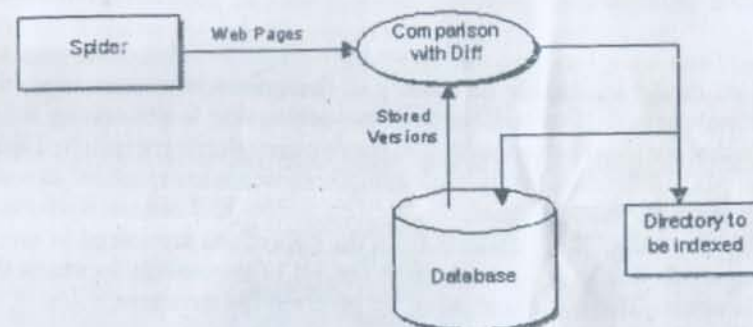 Spider
Web Pages
Comparison
with Diff
Stored
Versions
Database
Directory to
be indexed